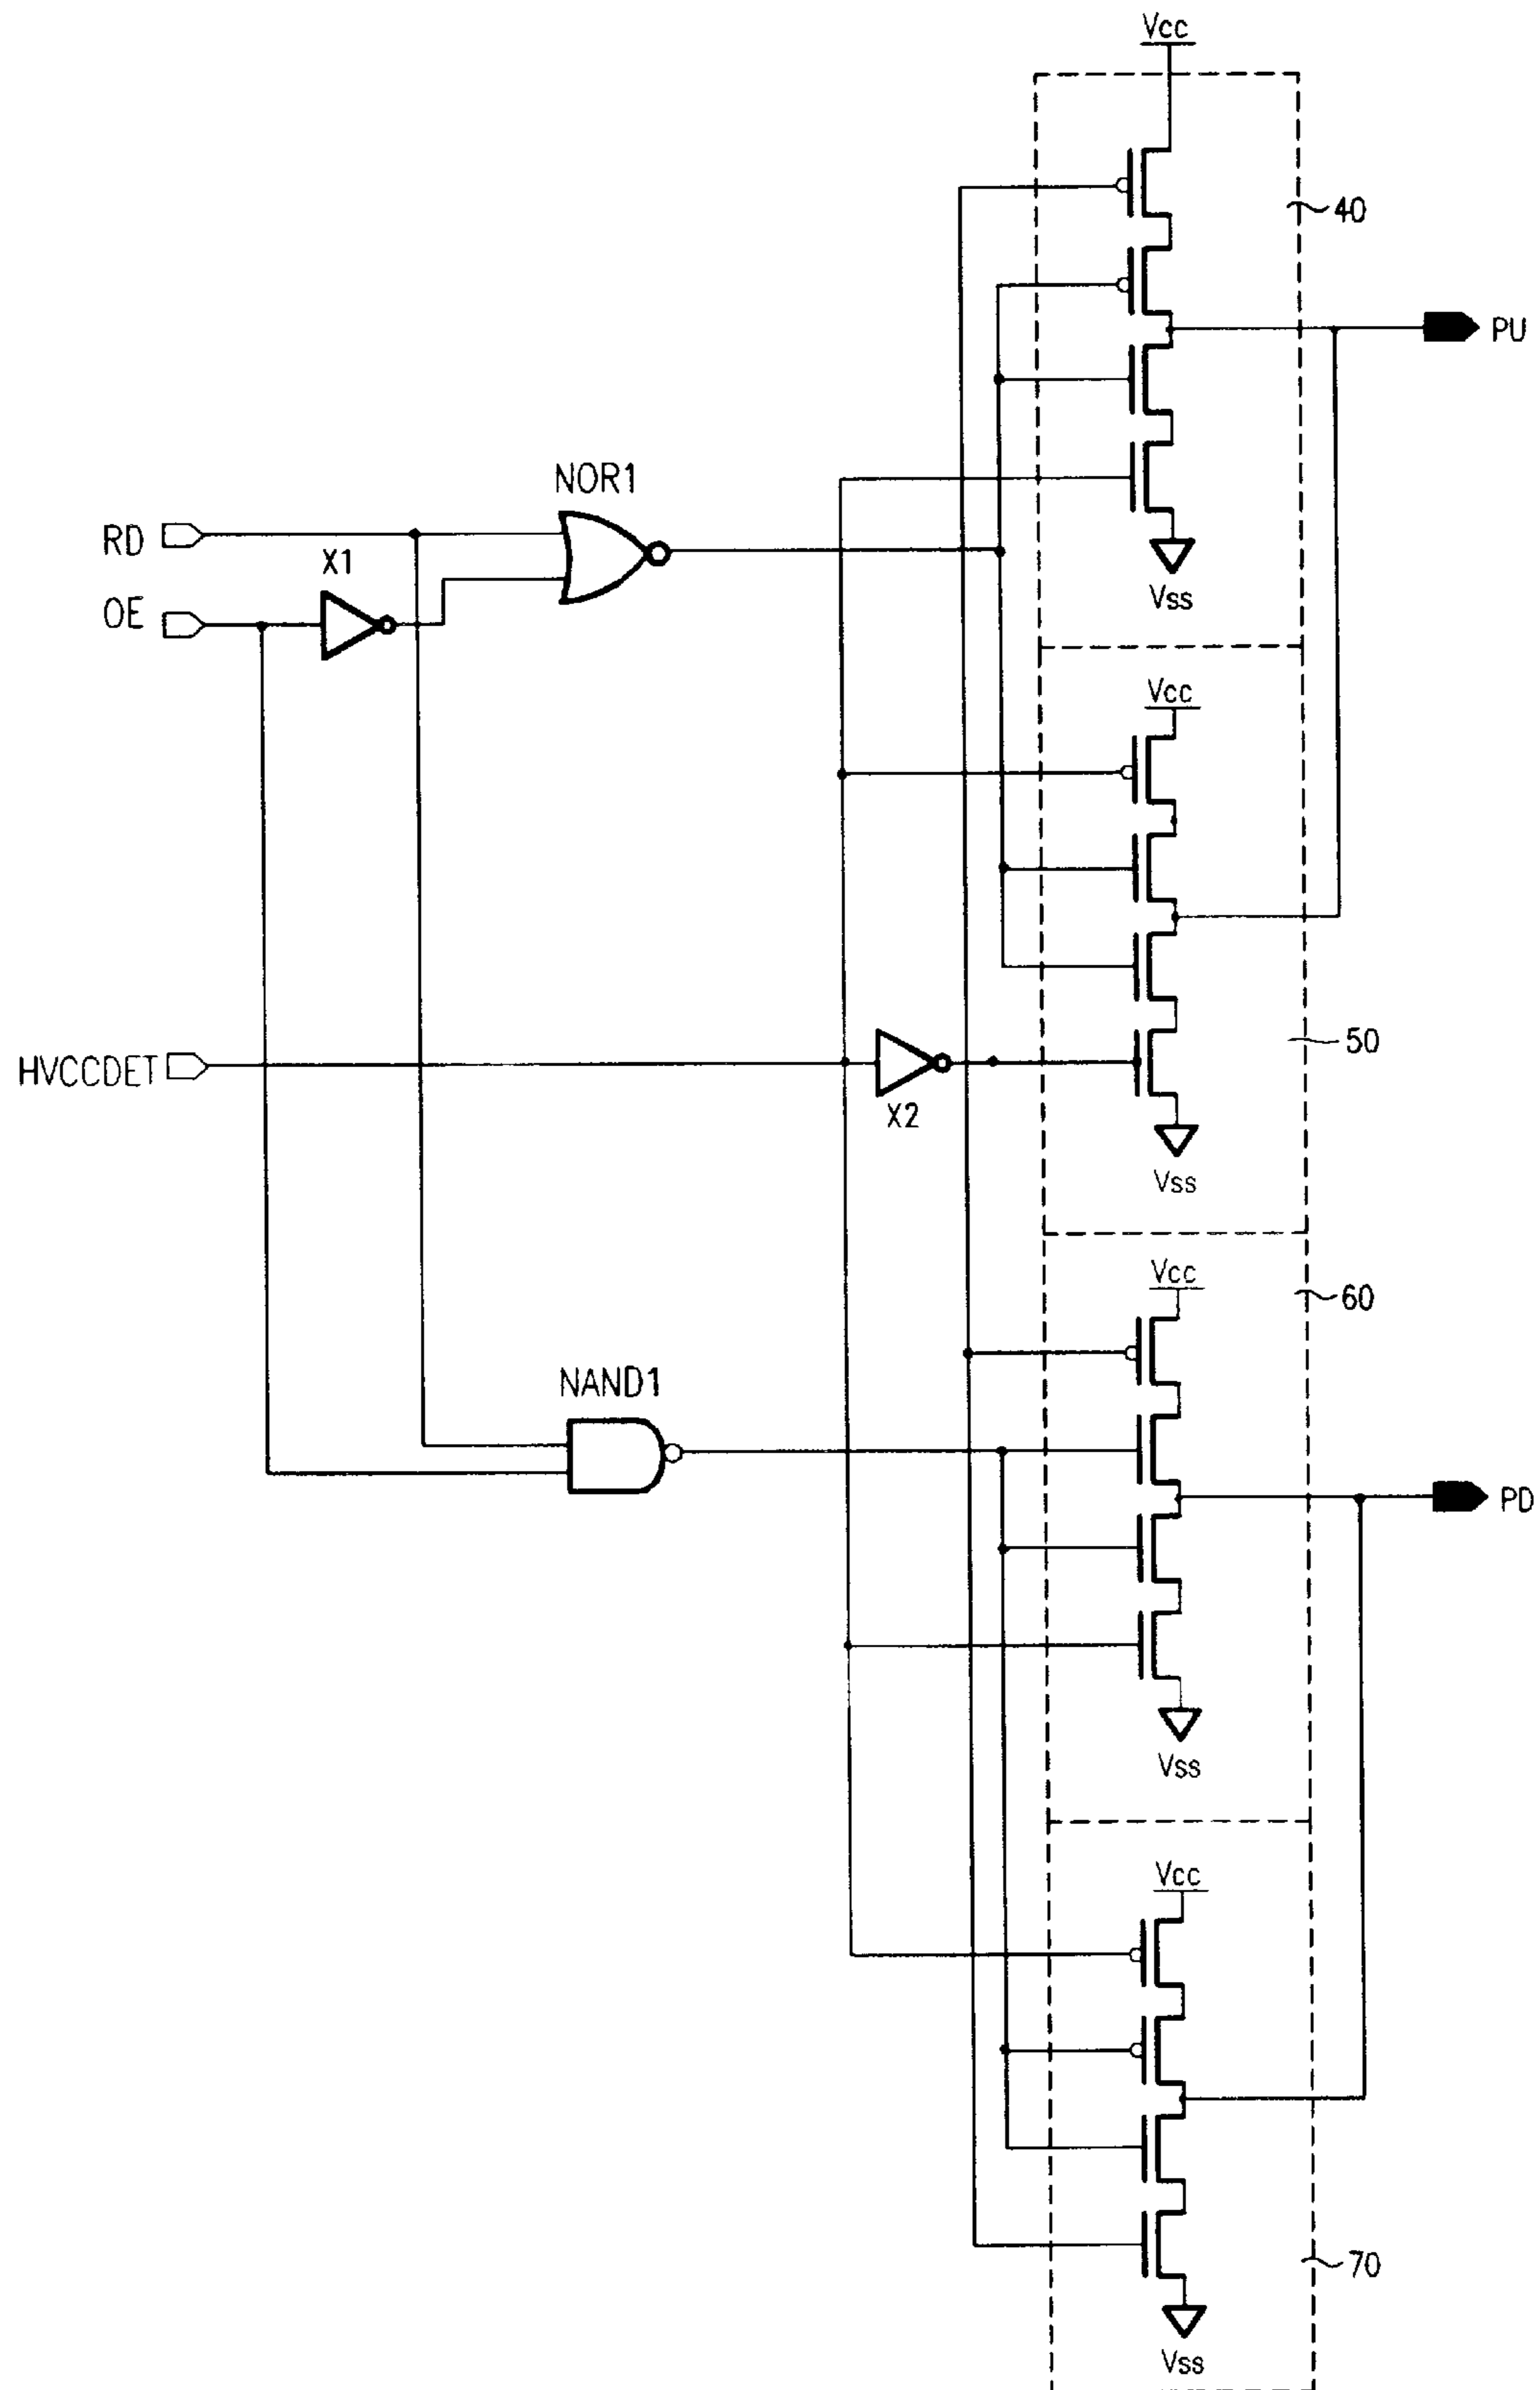 Vcc
40
PU
NOR1
RD
X1
OE
Vss
Vcc
50
HVCCDET
X2
Vss
Vcc
60
NAND1
PD
Vss
Vcc
70
Vss